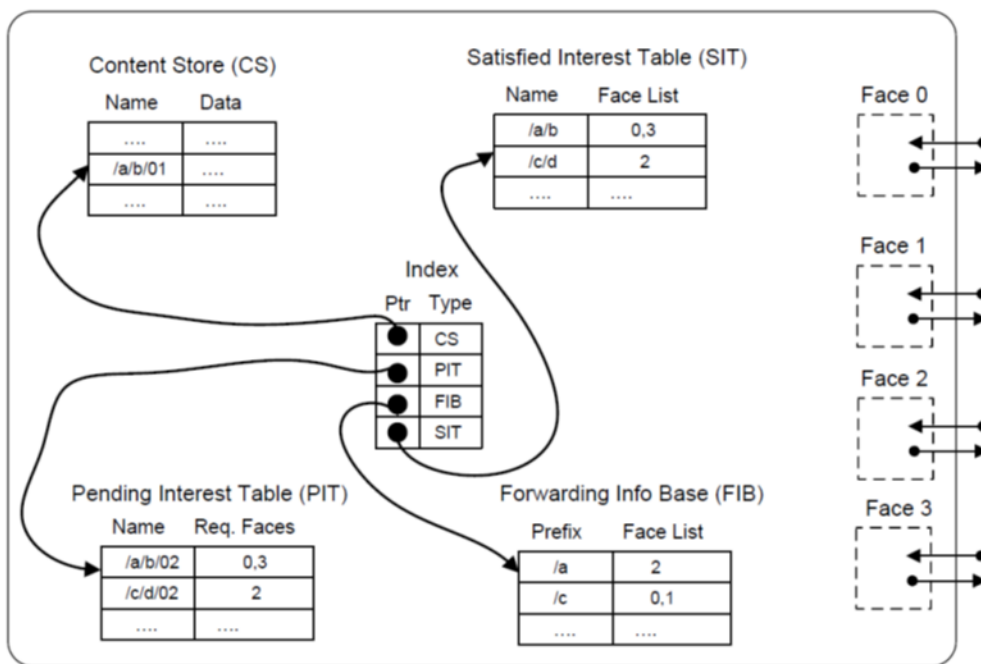 Content Store (CS)
Name Data
.... ....
/a/b/01 ....
.... ....
Satisfied Interest Table (SIT)
Name Face List
/a/b 0,3
/c/d 2
.... ....
Face 0
Face 1
Face 2
Face 3
Index
Ptr Type
CS
PIT
FIB
SIT
Pending Interest Table (PIT)
Name Req. Faces
/a/b/02 0,3
/c/d/02 2
.... ....
Forwarding Info Base (FIB)
Prefix Face List
/a 2
/c 0,1
.... ....